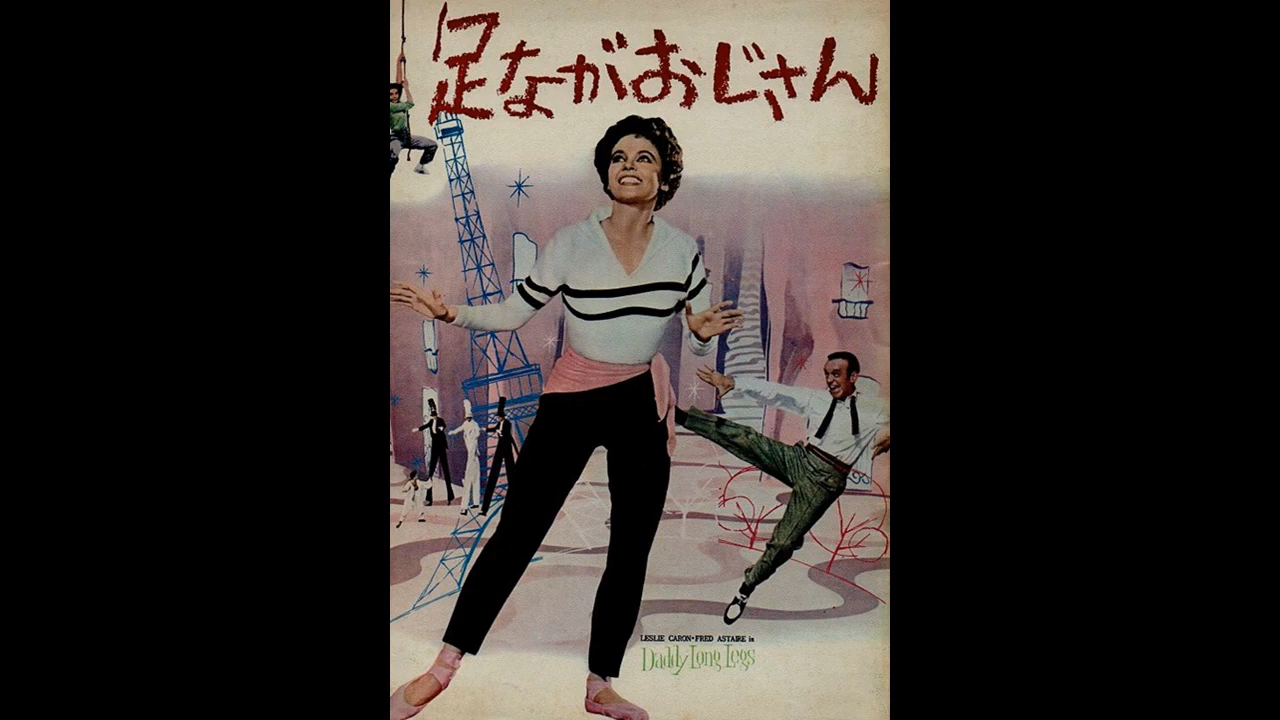 足ながおじさん
LESLIE CARON • FRED ASTAIRE in
Daddy Long Legs